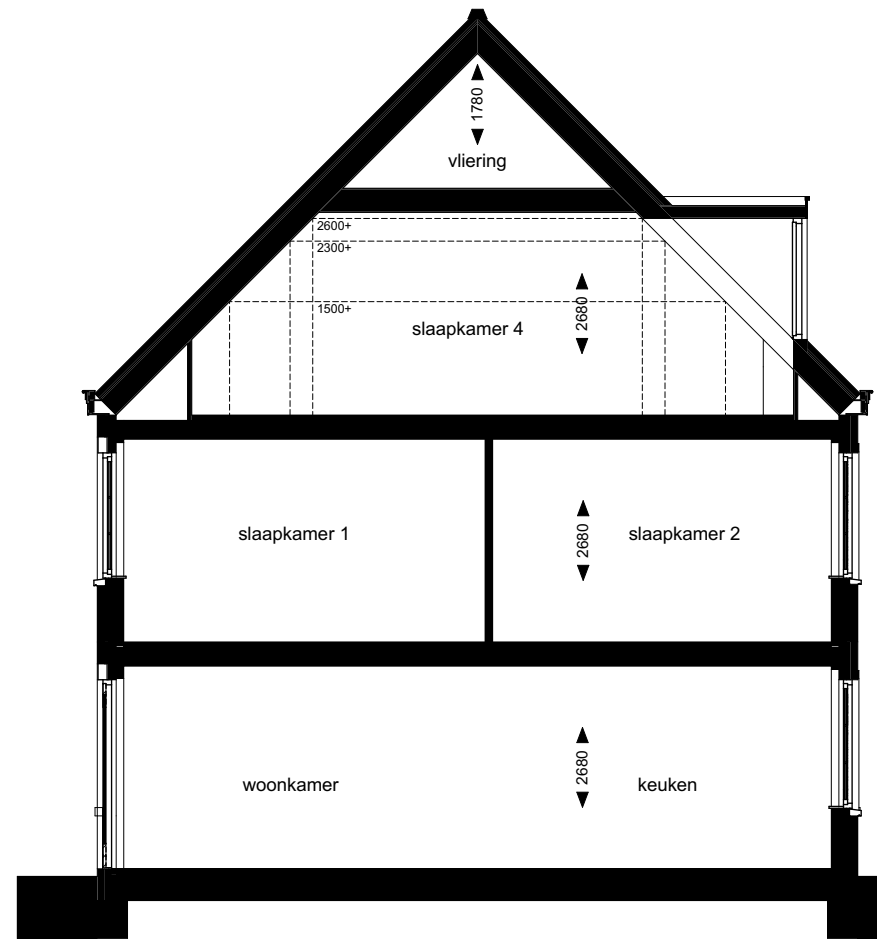 1780
vliering
2600+
2300+
1500+
slaapkamer 4
2680
slaapkamer 1
2680
slaapkamer 2
woonkamer
2680
keuken